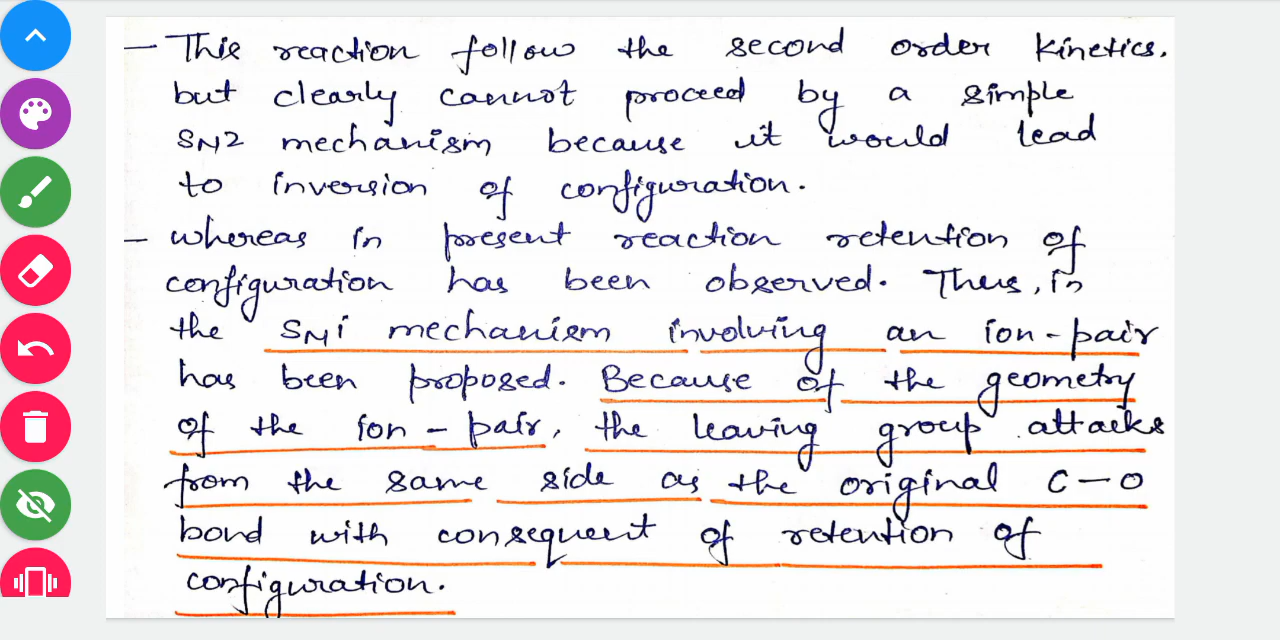 - This reaction follow the second order kinetics.
but clearly cannot proceed by a simple
SN2 mechanism because it would lead
to inversion of configuration.
- whereas in present reaction retention of
configuration has been observed. Thus, in
the SNi mechanism involving an ion-pair
has been proposed. Because of the geometry
of the ion-pair, the leaving group attacks
from the same side as the original C-O
bond with consequent of retention of
configuration.